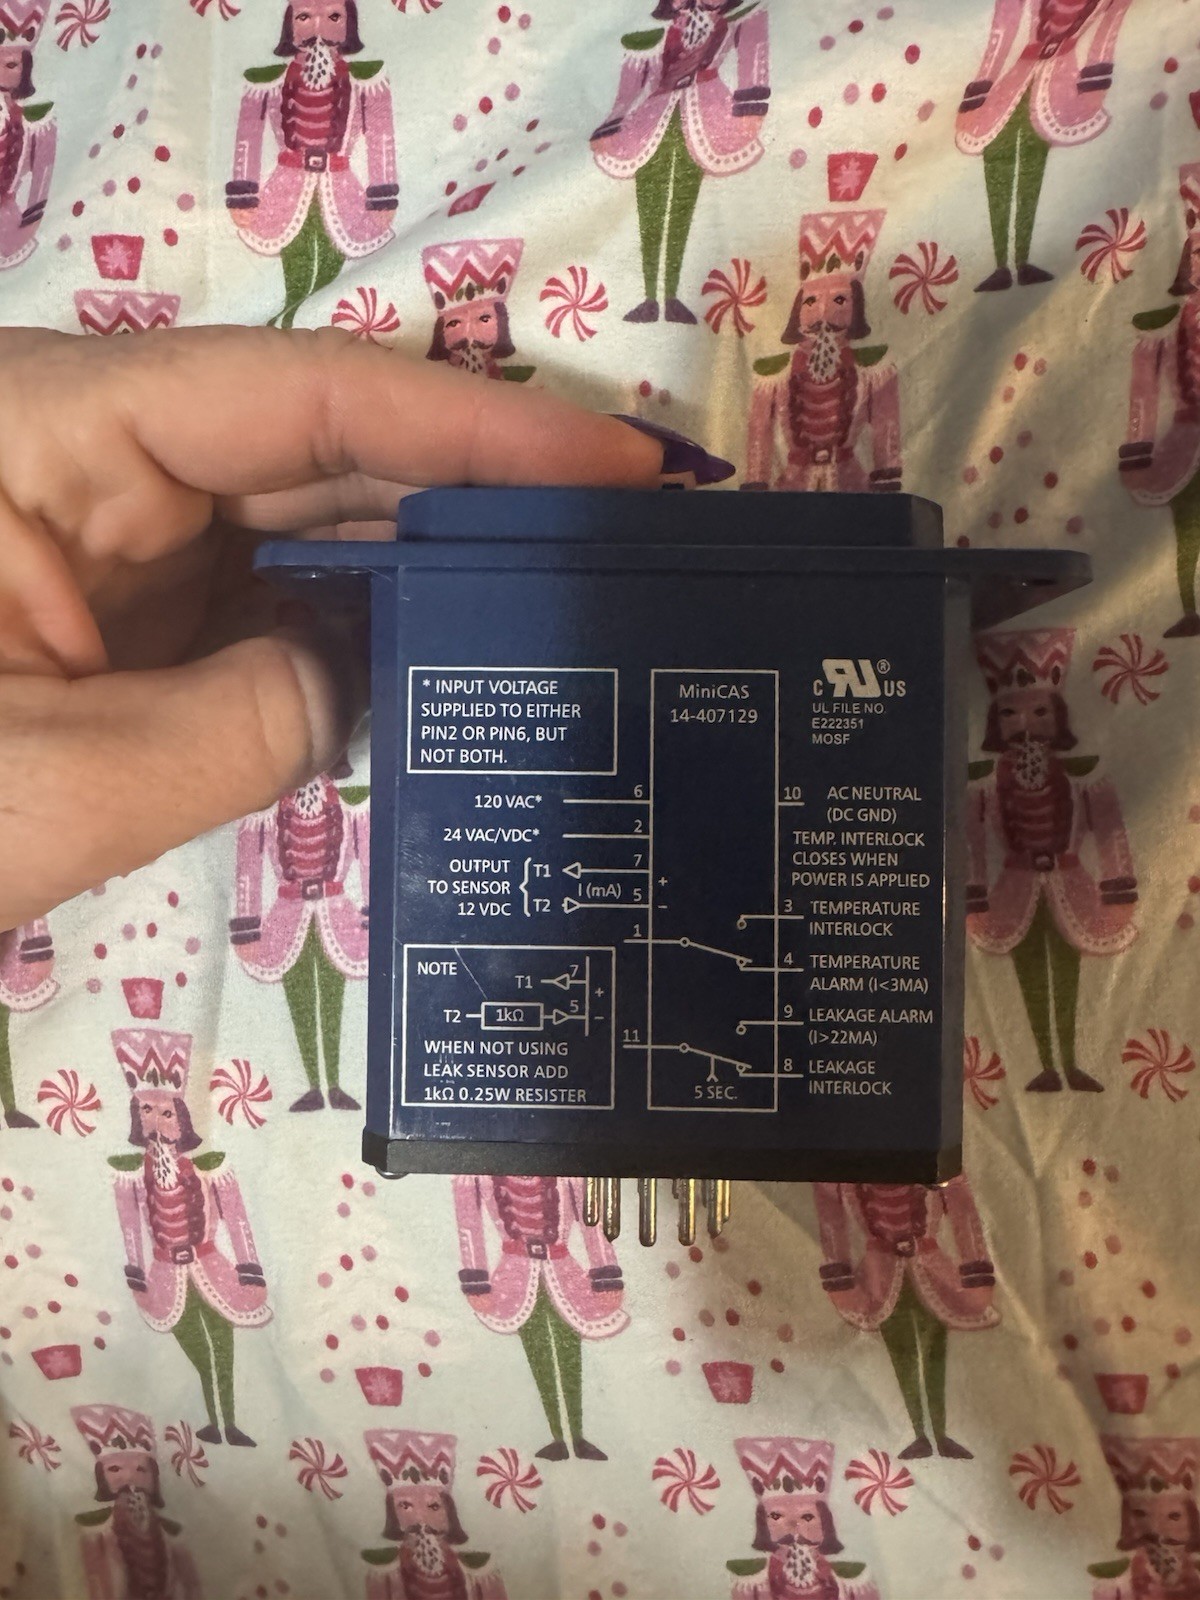 * INPUT VOLTAGE
SUPPLIED TO EITHER
PIN2 OR PIN6, BUT
NOT BOTH.
MiniCAS
14-407129
C RU® US
UL FILE NO.
E222351
MOSF
120 VAC*
6
24 VAC/VDC*
2
OUTPUT
TO SENSOR
12 VDC
T1
7
+
I (mA)
T2
5
−
1
10
AC NEUTRAL
(DC GND)
TEMP. INTERLOCK
CLOSES WHEN
POWER IS APPLIED
3
TEMPERATURE
INTERLOCK
4
TEMPERATURE
ALARM (I<3MA)
9
LEAKAGE ALARM
(I>22MA)
8
LEAKAGE
INTERLOCK
11
5 SEC.
NOTE
T1
7
+
T2
1kΩ
5
−
WHEN NOT USING
LEAK SENSOR ADD
1kΩ 0.25W RESISTER